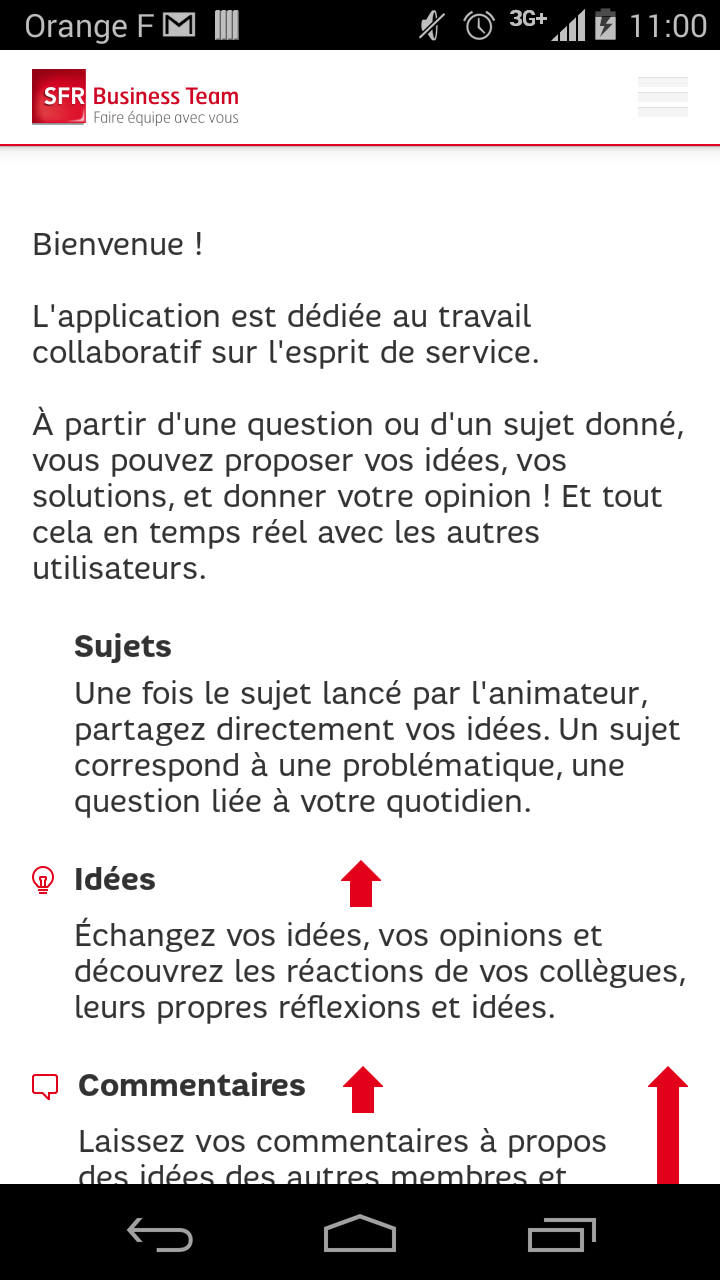 Orange F
3G+
11:00
SFR Business Team
Faire équipe avec vous
Bienvenue !
L'application est dédiée au travail
collaboratif sur l'esprit de service.
À partir d'une question ou d'un sujet donné,
vous pouvez proposer vos idées, vos
solutions, et donner votre opinion ! Et tout
cela en temps réel avec les autres
utilisateurs.
Sujets
Une fois le sujet lancé par l'animateur,
partagez directement vos idées. Un sujet
correspond à une problématique, une
question liée à votre quotidien.
Idées
Échangez vos idées, vos opinions et
découvrez les réactions de vos collègues,
leurs propres réflexions et idées.
Commentaires
Laissez vos commentaires à propos
des idées des autres membres et